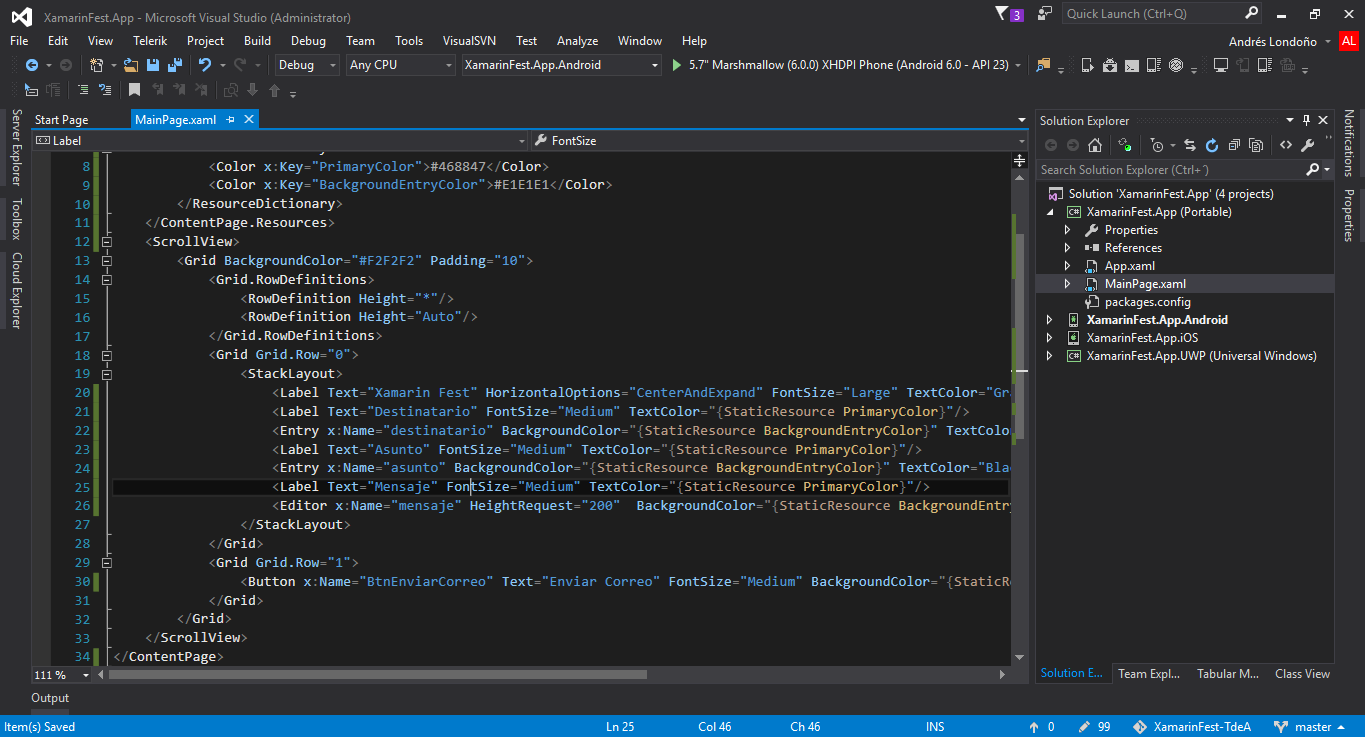 XamarinFest.App - Microsoft Visual Studio (Administrator)
3
Quick Launch (Ctrl+Q)
File Edit View Telerik Project Build Debug Team Tools VisualSVN Test Analyze Window Help
Andrés Londoño AL
Debug Any CPU XamarinFest.App.Android 5.7" Marshmallow (6.0.0) XHDPI Phone (Android 6.0 - API 23)
Server Explorer
Toolbox
Cloud Explorer
Start Page MainPage.xaml
Label FontSize
8 <Color x:Key="PrimaryColor">#468847</Color>
9 <Color x:Key="BackgroundEntryColor">#E1E1E1</Color>
10 </ResourceDictionary>
11 </ContentPage.Resources>
12 <ScrollView>
13 <Grid BackgroundColor="#F2F2F2" Padding="10">
14 <Grid.RowDefinitions>
15 <RowDefinition Height="*"/>
16 <RowDefinition Height="Auto"/>
17 </Grid.RowDefinitions>
18 <Grid Grid.Row="0">
19 <StackLayout>
20 <Label Text="Xamarin Fest" HorizontalOptions="CenterAndExpand" FontSize="Large" TextColor="Gra
21 <Label Text="Destinatario" FontSize="Medium" TextColor="{StaticResource PrimaryColor}"/>
22 <Entry x:Name="destinatario" BackgroundColor="{StaticResource BackgroundEntryColor}" TextColo
23 <Label Text="Asunto" FontSize="Medium" TextColor="{StaticResource PrimaryColor}"/>
24 <Entry x:Name="asunto" BackgroundColor="{StaticResource BackgroundEntryColor}" TextColor="Blac
25 <Label Text="Mensaje" FontSize="Medium" TextColor="{StaticResource PrimaryColor}"/>
26 <Editor x:Name="mensaje" HeightRequest="200"  BackgroundColor="{StaticResource BackgroundEntry
27 </StackLayout>
28 </Grid>
29 <Grid Grid.Row="1">
30 <Button x:Name="BtnEnviarCorreo" Text="Enviar Correo" FontSize="Medium" BackgroundColor="{StaticRe
31 </Grid>
32 </Grid>
33 </ScrollView>
34 </ContentPage>
111 %
Output
Solution Explorer
Search Solution Explorer (Ctrl+´)
Solution 'XamarinFest.App' (4 projects)
XamarinFest.App (Portable)
Properties
References
App.xaml
MainPage.xaml
packages.config
XamarinFest.App.Android
XamarinFest.App.iOS
XamarinFest.App.UWP (Universal Windows)
Solution E... Team Expl... Tabular M... Class View
Notifications
Properties
Item(s) Saved Ln 25 Col 46 Ch 46 INS 0 99 XamarinFest-TdeA master